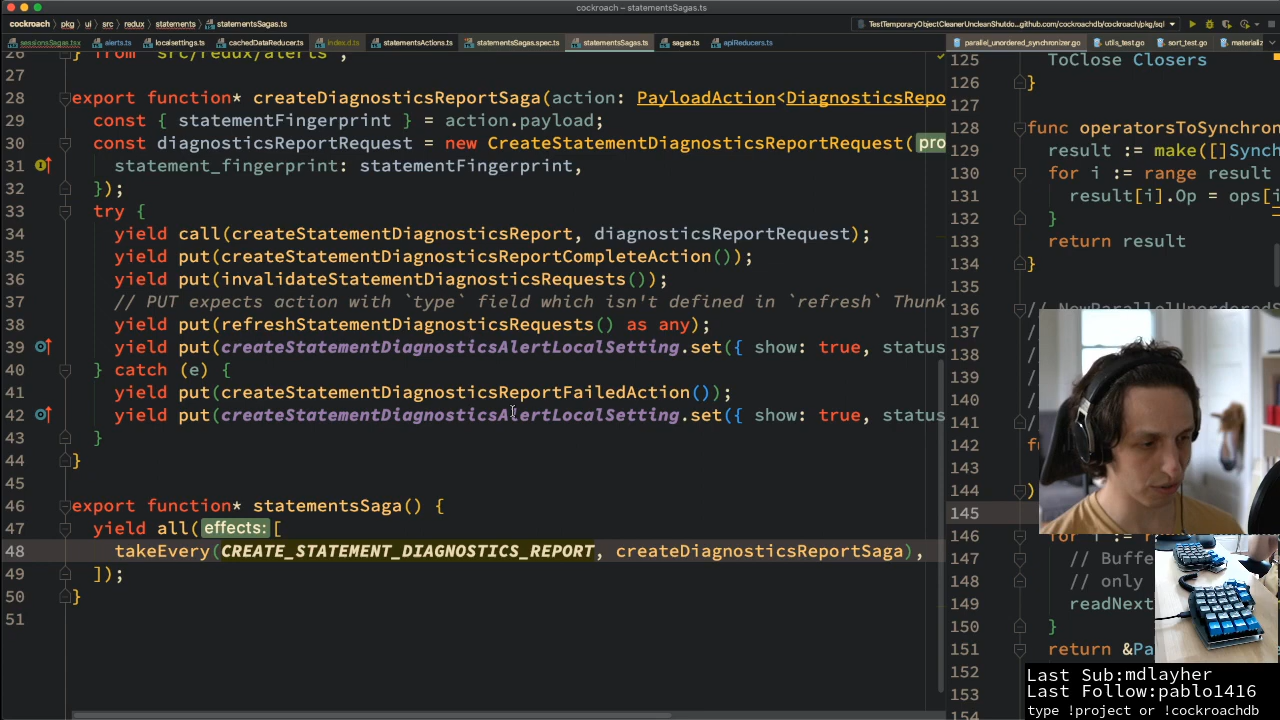 cockroach – statementsSagas.ts
cockroach pkg ui src redux statements statementsSagas.ts
TestTemporaryObjectCleanerUncleanShutdo...github.com/cockroachdb/cockroach/pkg/sql
sessionsSagas.tsx alerts.ts localsettings.ts cachedDataReducer.ts index.d.ts statementsActions.ts statementsSagas.spec.ts statementsSagas.ts sagas.ts apiReducers.ts
parallel_unordered_synchronizer.go utils_test.go sort_test.go materializ
26 } from "src/redux/alerts";
27
28 export function* createDiagnosticsReportSaga(action: PayloadAction<DiagnosticsRepo
29 const { statementFingerprint } = action.payload;
30 const diagnosticsReportRequest = new CreateStatementDiagnosticsReportRequest( pro
31 statement_fingerprint: statementFingerprint,
32 });
33 try {
34 yield call(createStatementDiagnosticsReport, diagnosticsReportRequest);
35 yield put(createStatementDiagnosticsReportCompleteAction());
36 yield put(invalidateStatementDiagnosticsRequests());
37 // PUT expects action with `type` field which isn't defined in `refresh` Thunk
38 yield put(refreshStatementDiagnosticsRequests() as any);
39 yield put(createStatementDiagnosticsAlertLocalSetting.set({ show: true, status
40 } catch (e) {
41 yield put(createStatementDiagnosticsReportFailedAction());
42 yield put(createStatementDiagnosticsAlertLocalSetting.set({ show: true, status
43 }
44 }
45
46 export function* statementsSaga() {
47 yield all( effects: [
48 takeEvery(CREATE_STATEMENT_DIAGNOSTICS_REPORT, createDiagnosticsReportSaga),
49 ]);
50 }
51
125 ToClose Closers
126 }
127
128 func operatorsToSynchron
129 result := make([]Synch
130 for i := range result
131 result[i].Op = ops[i
132 }
133 return result
134 }
135
136 // NewParallelUnorderedS
137 /
138 /
139 /
140 /
141 /
142 f
143
144 )
145
146 for i := r
147 // Buffe
148 // only
149 readNext
150 }
151 return &Pa
152 }
153
154
Last Sub:mdlayher
Last Follow:pablo1416
type !project or !cockroachdb